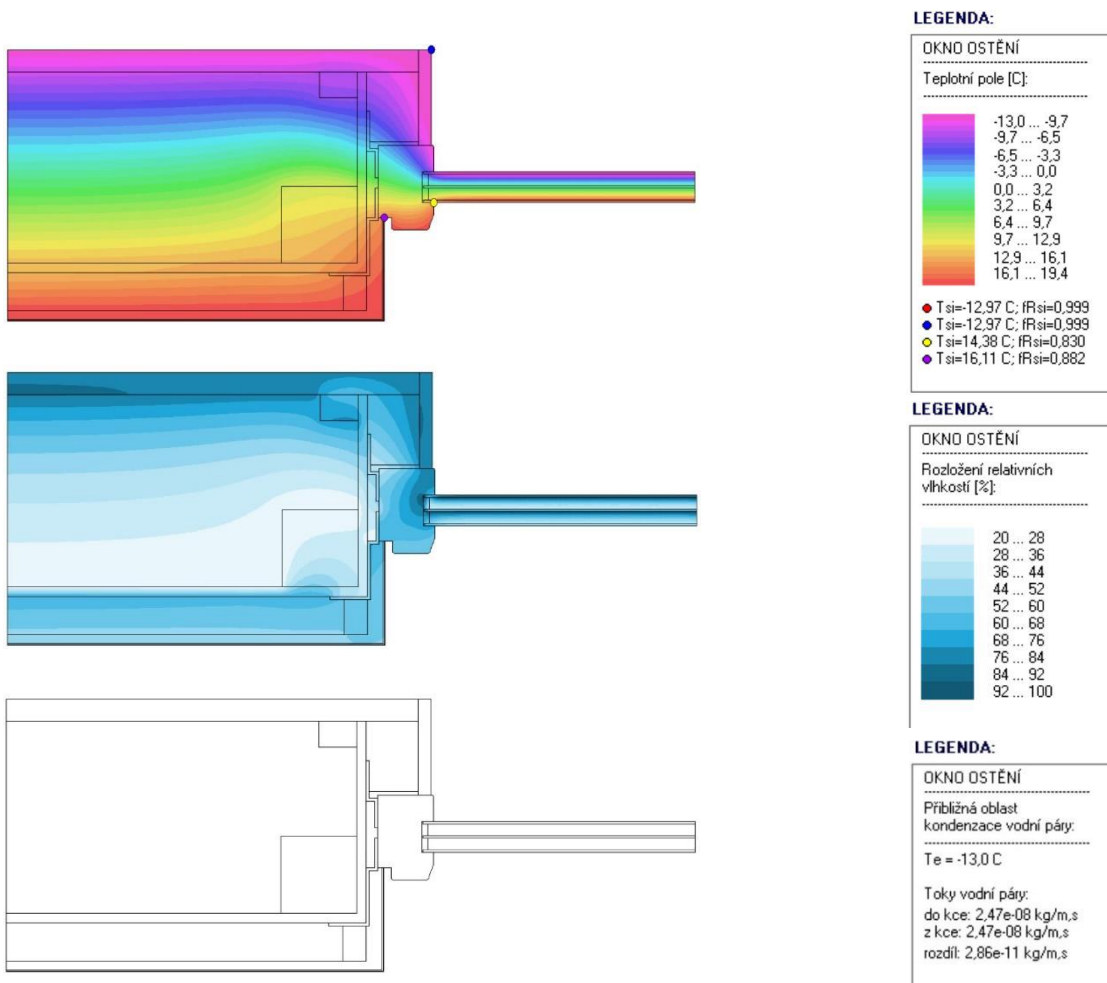 LEGENDA:
OKNO OSTĚNÍ
Teplotní pole [C]:
-13,0 ... -9,7
-9,7 ... -6,5
-6,5 ... -3,3
-3,3 ... 0,0
0,0 ... 3,2
3,2 ... 6,4
6,4 ... 9,7
9,7 ... 12,9
12,9 ... 16,1
16,1 ... 19,4
Tsi=-12,97 C; fRsi=0,999
Tsi=-12,97 C; fRsi=0,999
Tsi=14,38 C; fRsi=0,830
Tsi=16,11 C; fRsi=0,882
LEGENDA:
OKNO OSTĚNÍ
Rozložení relativních
vlhkostí [%]:
20 ... 28
28 ... 36
36 ... 44
44 ... 52
52 ... 60
60 ... 68
68 ... 76
76 ... 84
84 ... 92
92 ... 100
LEGENDA:
OKNO OSTĚNÍ
Přibližná oblast
kondenzace vodní páry:
Te = -13,0 C
Toky vodní páry:
do kce: 2,47e-08 kg/m,s
z kce: 2,47e-08 kg/m,s
rozdíl: 2,86e-11 kg/m,s